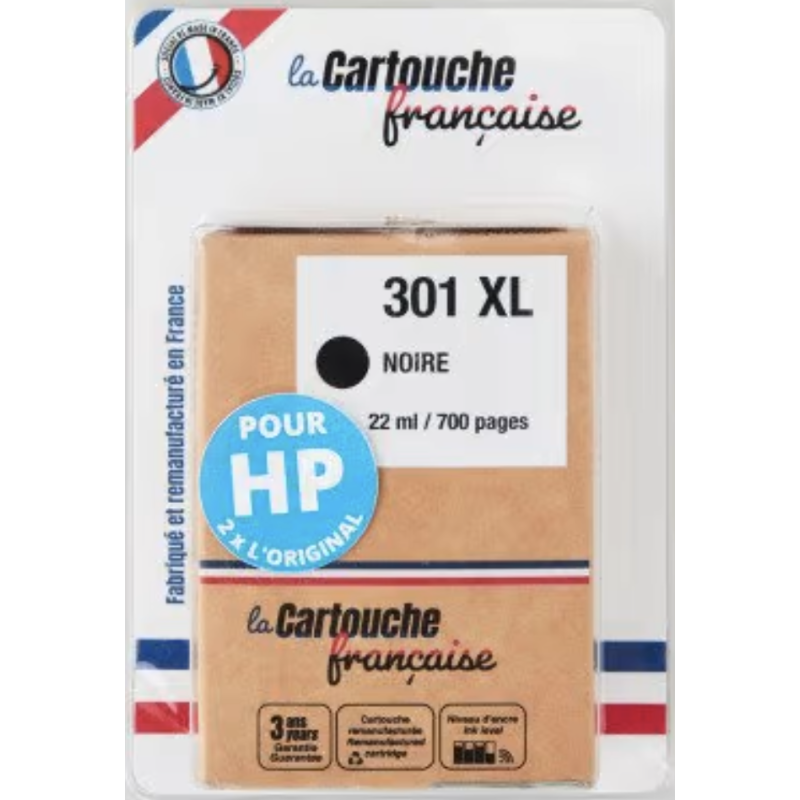 la Cartouche
française
Fabriqué et remanufacturé en France
301 XL
NOIRE
22 ml / 700 pages
POUR
HP
2 X L'ORIGINAL
la Cartouche
française
3 ans
years
Garantie
Guarantee
Cartouche
remanufacturée
Remanufactured
cartridge
Niveau d'encre
Ink level